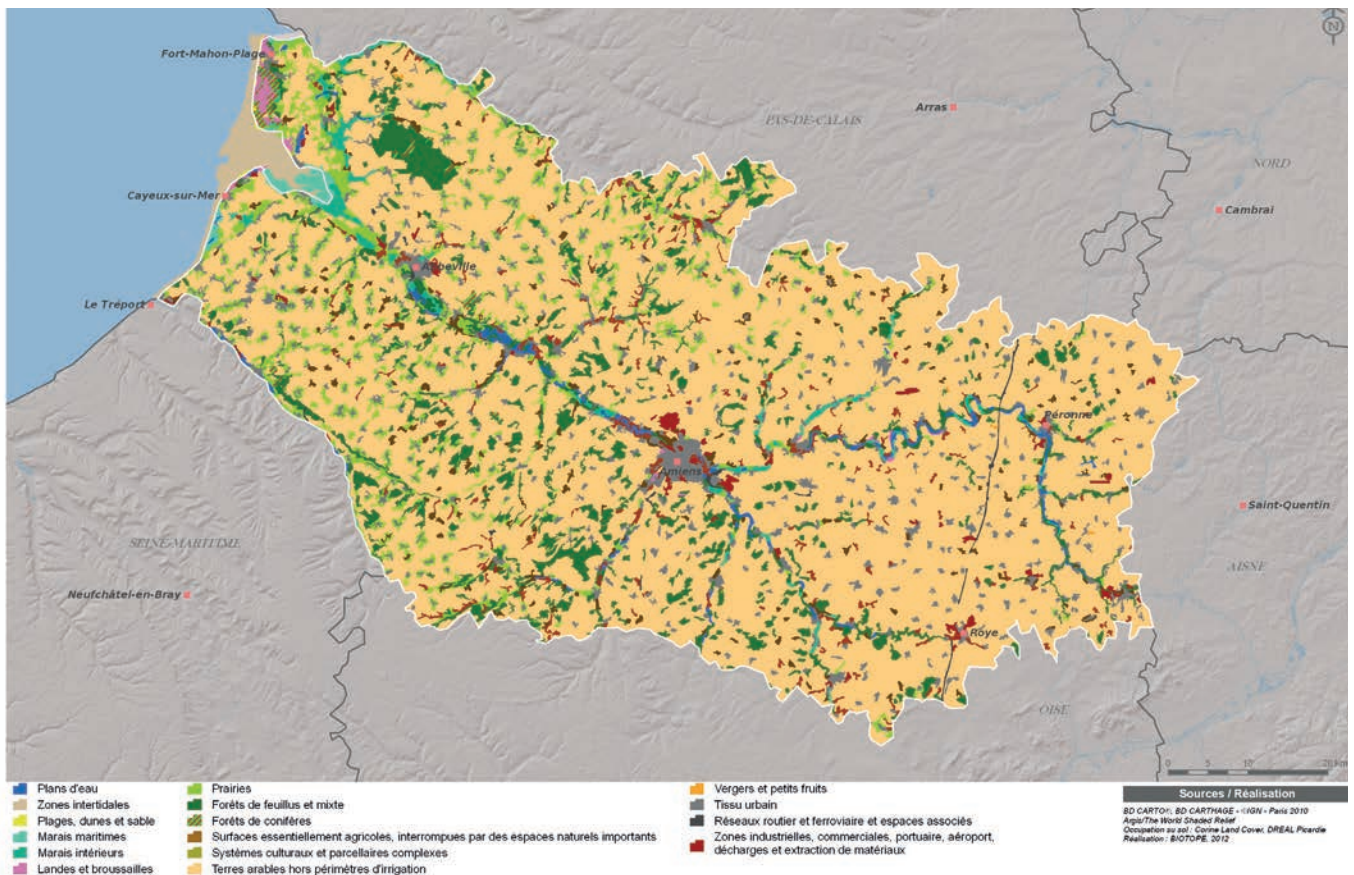 N
Fort-Mahon-Plage
Arras
PAS-DE-CALAIS
NORD
Cayeux-sur-Mer
Cambrai
Abbeville
Le Tréport
Péronne
Amiens
Saint-Quentin
SEINE-MARITIME
AISNE
Neufchâtel-en-Bray
Roye
OISE
0 5 10 20 km
Plans d'eau
Zones intertidales
Plages, dunes et sable
Marais maritimes
Marais intérieurs
Landes et broussailles
Prairies
Forêts de feuillus et mixte
Forêts de conifères
Surfaces essentiellement agricoles, interrompues par des espaces naturels importants
Systèmes culturaux et parcellaires complexes
Terres arables hors périmètres d'irrigation
Vergers et petits fruits
Tissu urbain
Réseaux routier et ferroviaire et espaces associés
Zones industrielles, commerciales, portuaire, aéroport,
décharges et extraction de matériaux
Sources / Réalisation
BD CARTO®, BD CARTHAGE - ©IGN - Paris 2010
Argis/The World Shaded Relief
Occupation su sol : Corine Land Cover, DREAL Picardie
Réalisation : BIOTOPE, 2012